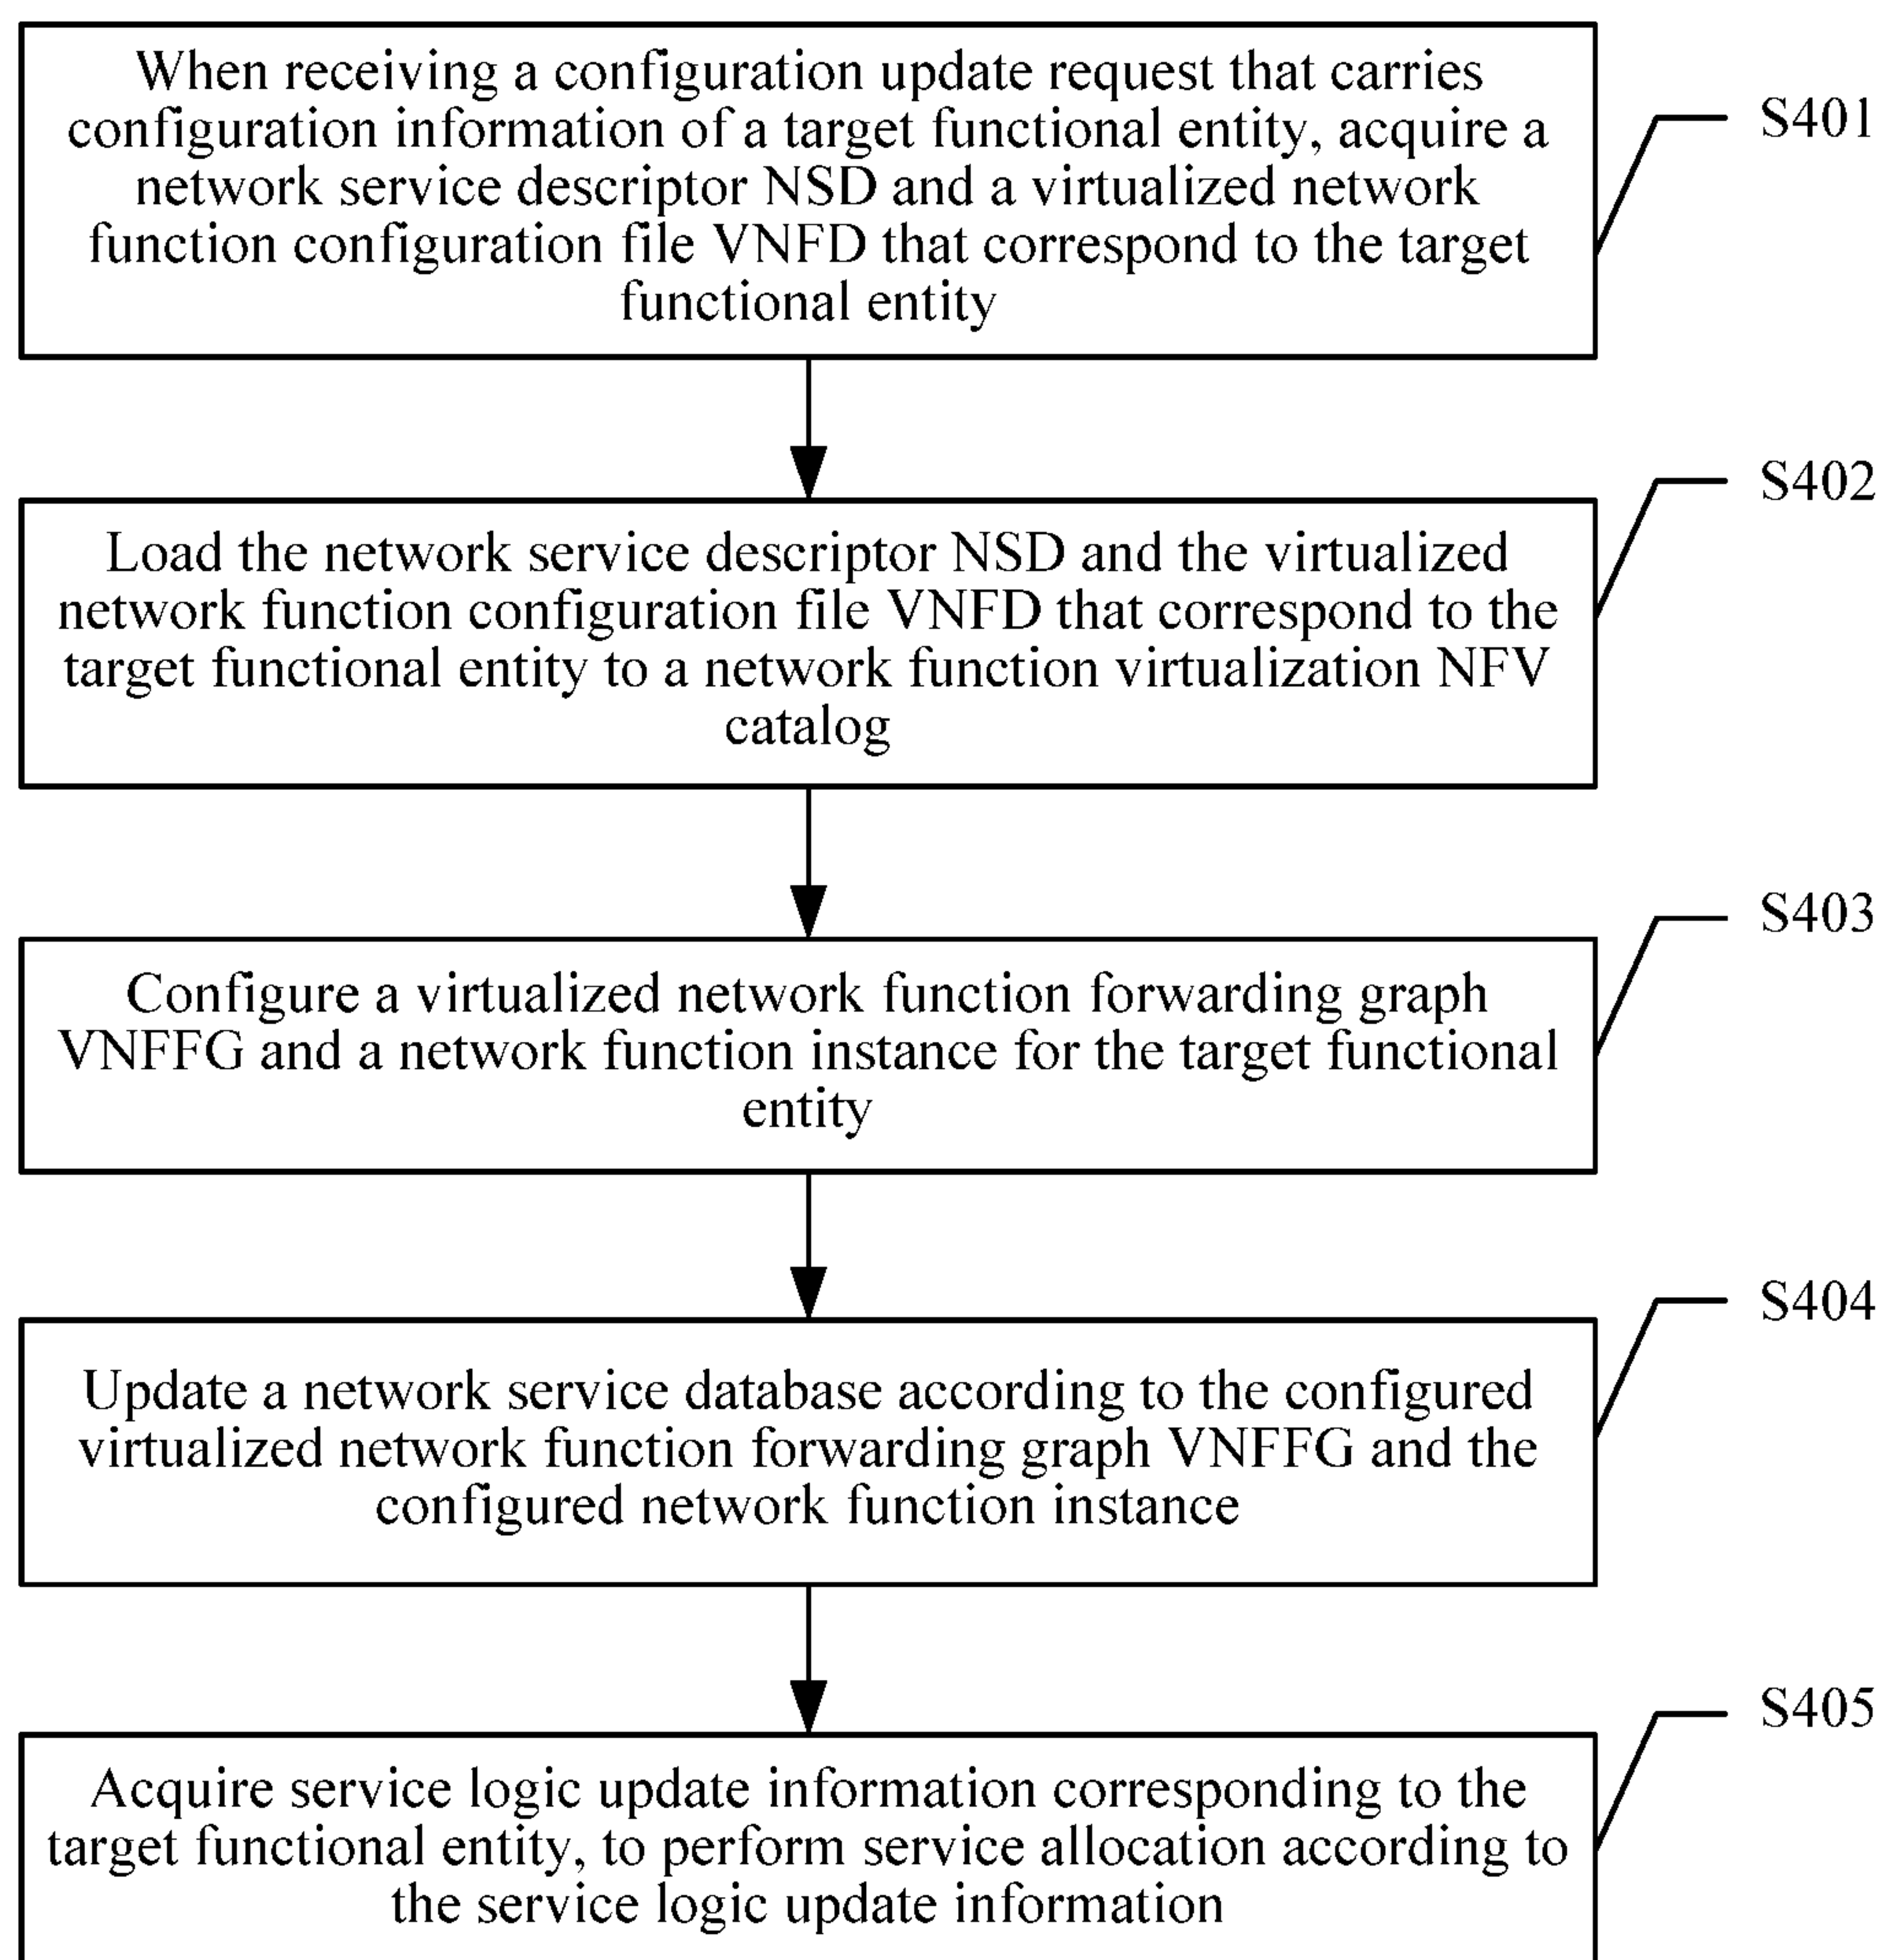 When receiving a configuration update request that carries
configuration information of a target functional entity, acquire a
network service descriptor NSD and a virtualized network
function configuration file VNFD that correspond to the target
functional entity
S401
Load the network service descriptor NSD and the virtualized
network function configuration file VNFD that correspond to the
target functional entity to a network function virtualization NFV
catalog
S402
Configure a virtualized network function forwarding graph
VNFFG and a network function instance for the target functional
entity
S403
Update a network service database according to the configured
virtualized network function forwarding graph VNFFG and the
configured network function instance
S404
Acquire service logic update information corresponding to the
target functional entity, to perform service allocation according to
the service logic update information
S405